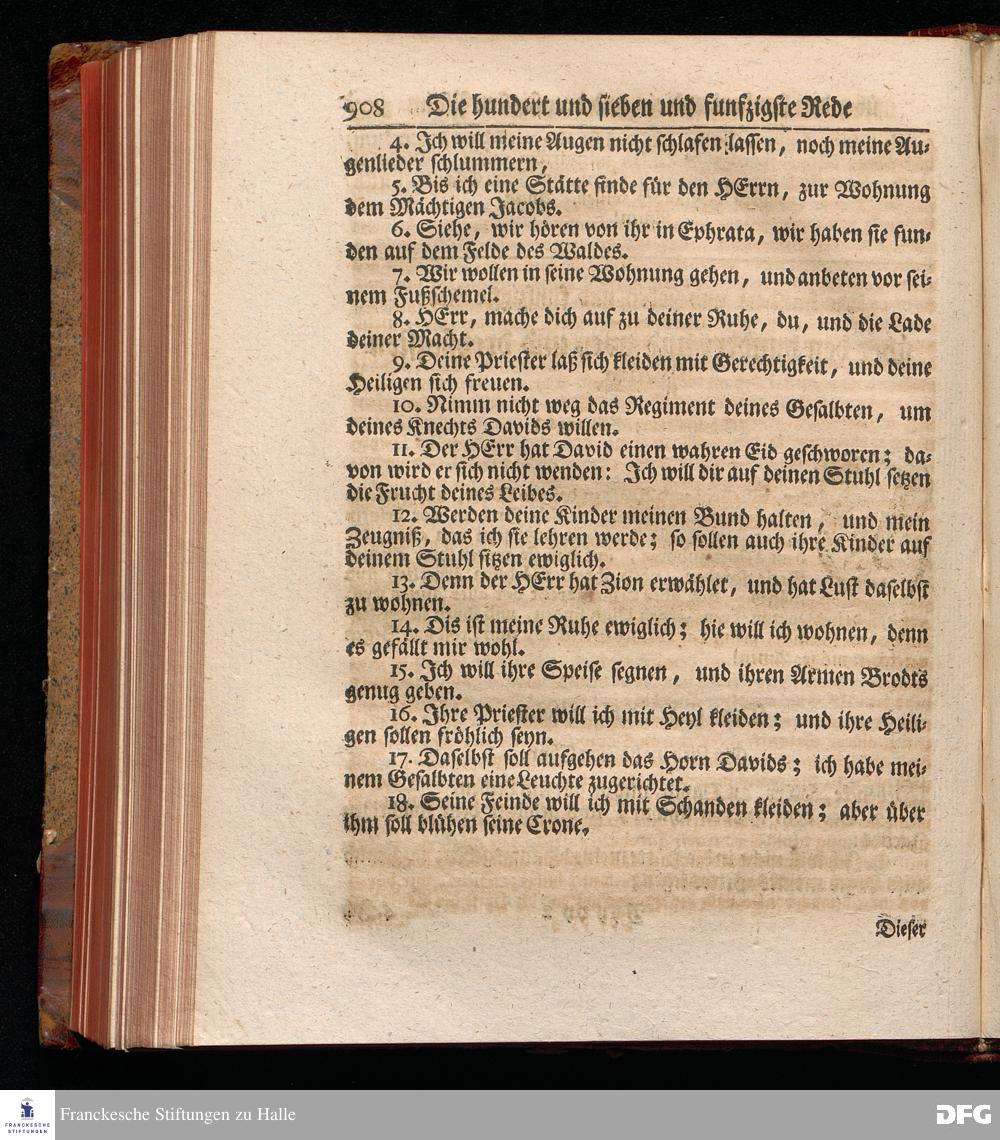 908 Die hundert und sieben und funfzigste Rede
4. Ich will meine Augen nicht schlafen lassen, noch meine Au-
genlieder schlummern,
5. Bis ich eine Stätte finde für den HErrn, zur Wohnung
dem Mächtigen Jacobs.
6. Siehe, wir hören von ihr in Ephrata, wir haben sie fun-
den auf dem Felde des Waldes.
7. Wir wollen in seine Wohnung gehen, und anbeten vor sei-
nem Fußschemel.
8. HErr, mache dich auf zu deiner Ruhe, du, und die Lade
deiner Macht.
9. Deine Priester laß sich kleiden mit Gerechtigkeit, und deine
Heiligen sich freuen.
10. Nimm nicht weg das Regiment deines Gesalbten, um
deines Knechts Davids willen.
11. Der HErr hat David einen wahren Eid geschworen; da-
von wird er sich nicht wenden: Ich will dir auf deinen Stuhl setzen
die Frucht deines Leibes.
12. Werden deine Kinder meinen Bund halten, und mein
Zeugniß, das ich sie lehren werde; so sollen auch ihre Kinder auf
deinem Stuhl sitzen ewiglich.
13. Denn der HErr hat Zion erwählet, und hat Lust daselbst
zu wohnen.
14. Dis ist meine Ruhe ewiglich; hie will ich wohnen, denn
es gefällt mir wohl.
15. Ich will ihre Speise segnen, und ihren Armen Brodts
genug geben.
16. Ihre Priester will ich mit Heyl kleiden; und ihre Heili-
gen sollen fröhlich seyn.
17. Daselbst soll aufgehen das Horn Davids; ich habe mei-
nem Gesalbten eine Leuchte zugerichtet.
18. Seine Feinde will ich mit Schanden kleiden; aber über
ihm soll blühen seine Crone.
Dieser
FRANCKESCHE
STIFTUNGEN
Franckesche Stiftungen zu Halle
DFG